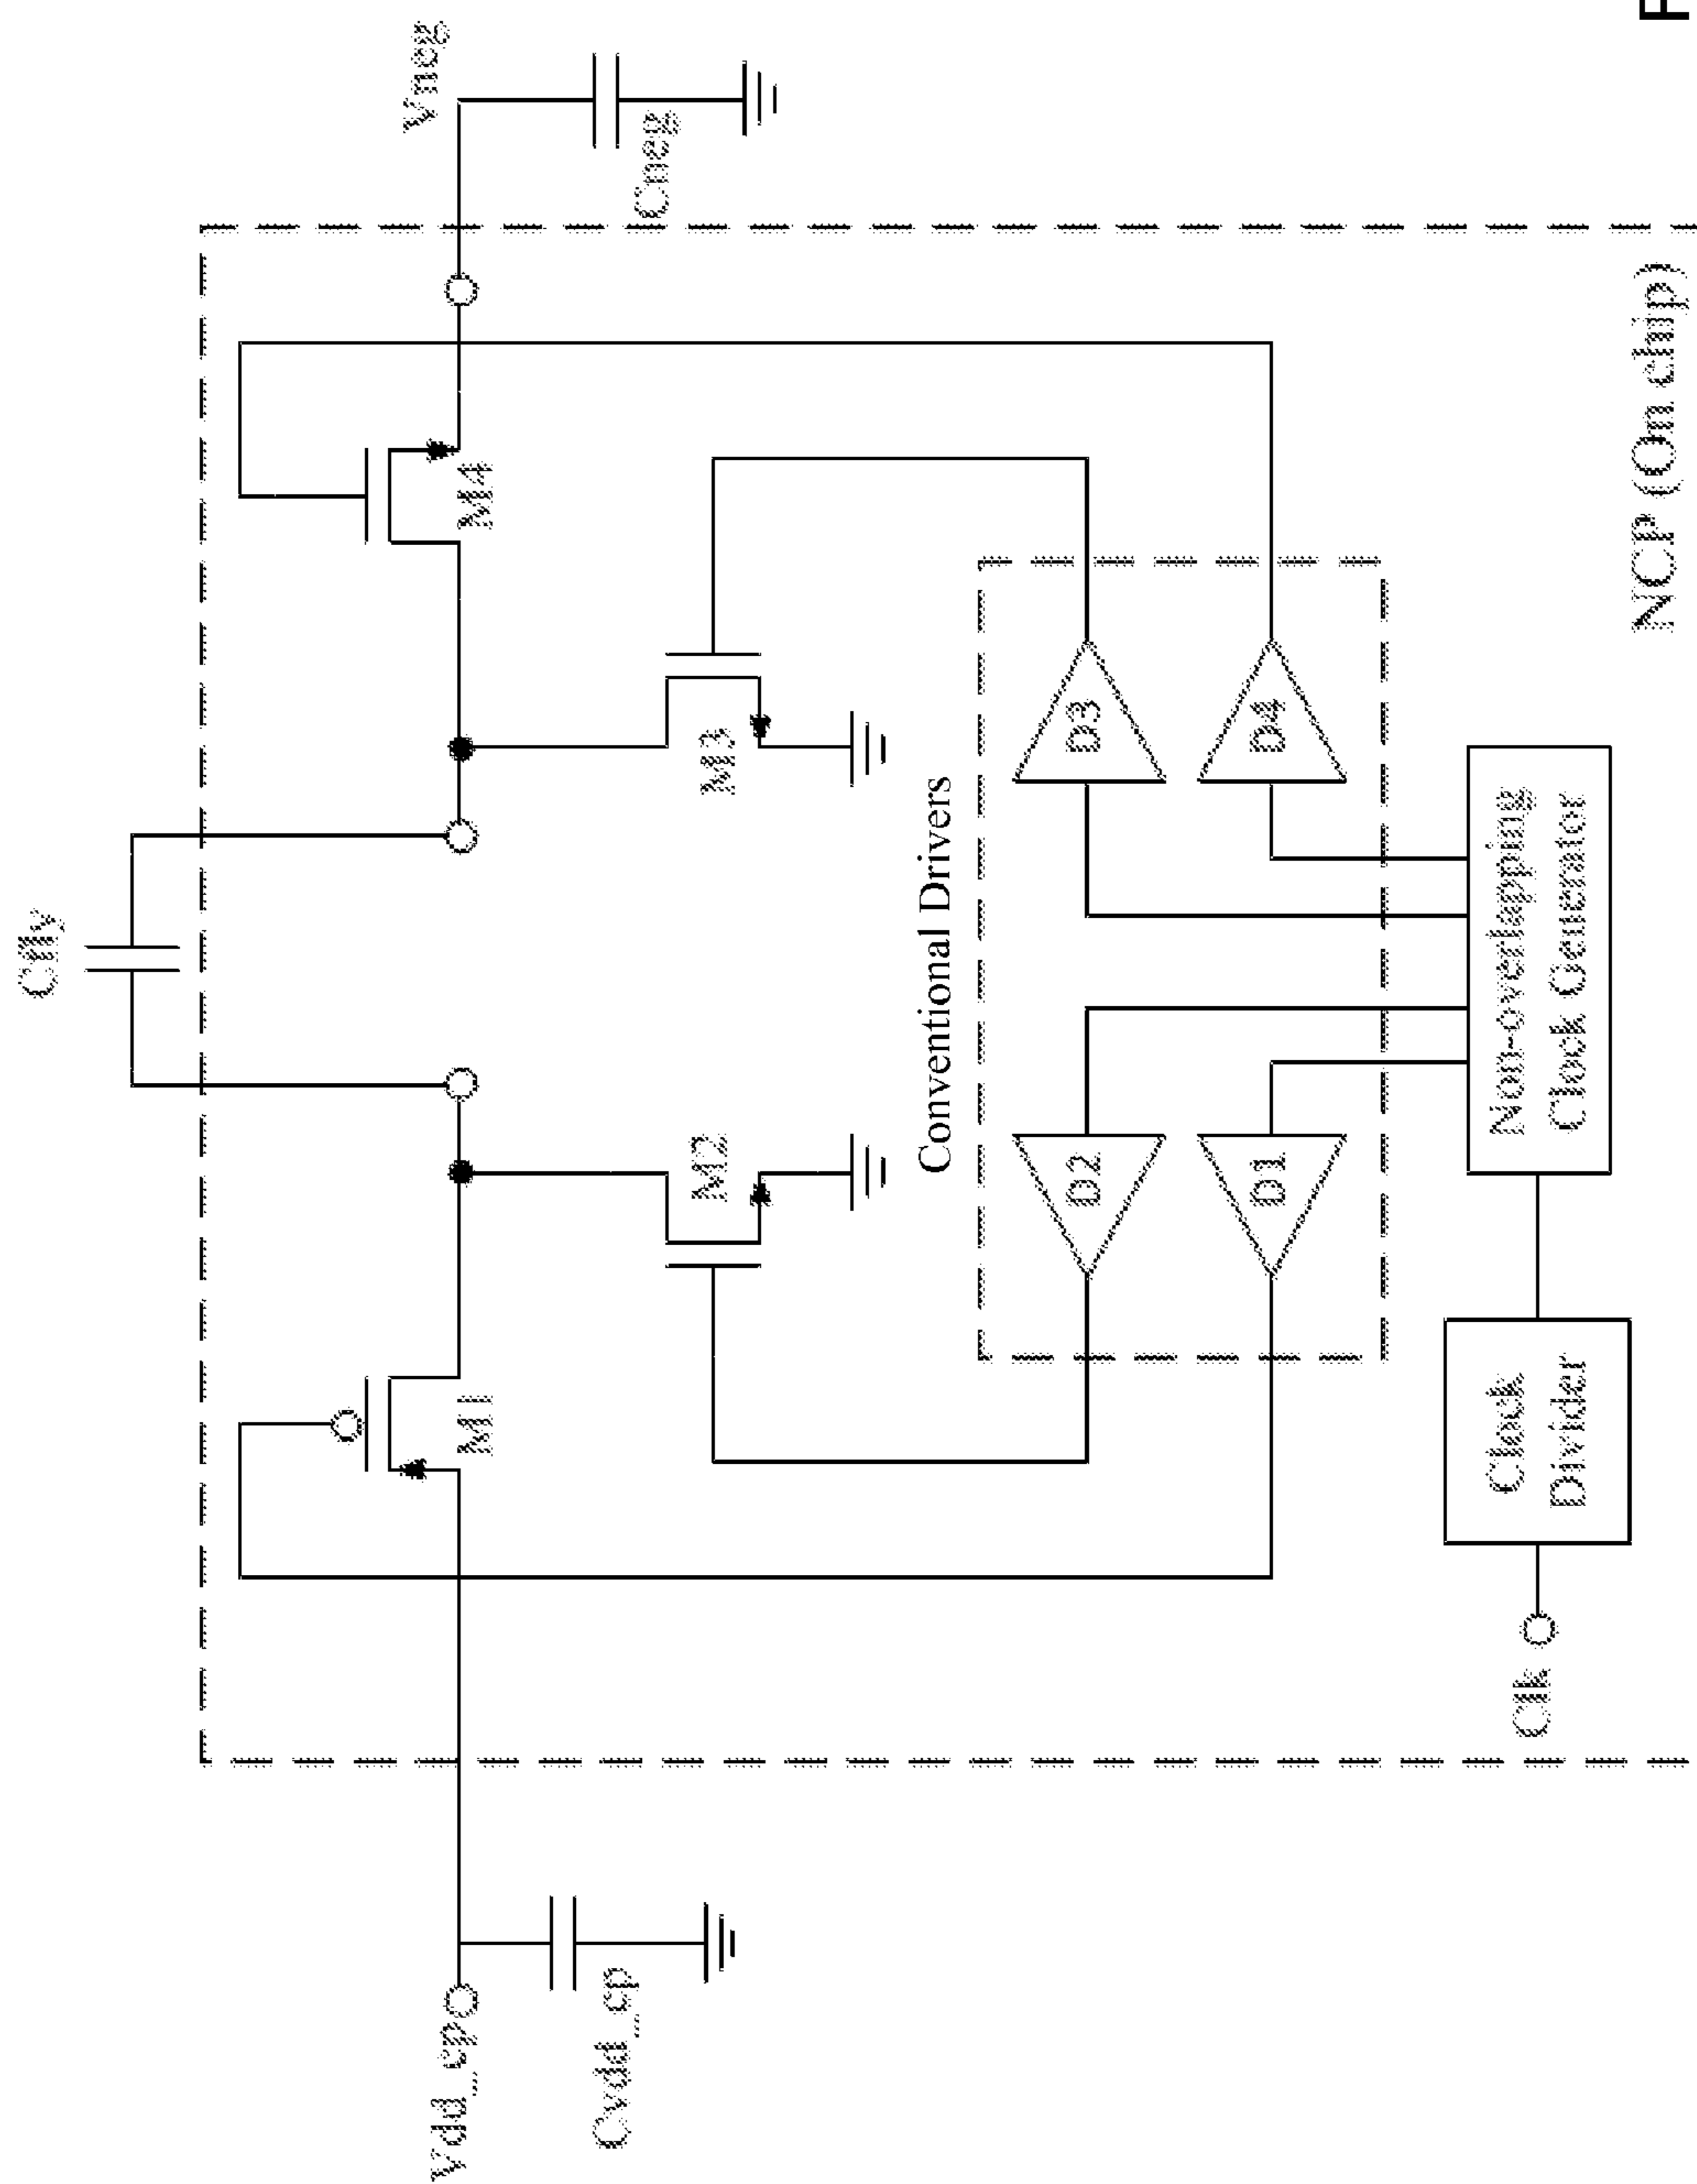 Cfly
Vdd_cp
Cvdd_cp
M1
M2
M3
M4
Vneg
Cneg
Conventional Drivers
D2
D3
D1
D4
Clk
Clock
Divider
Non-overlapping
Clock Generator
NCP (On chip)
F